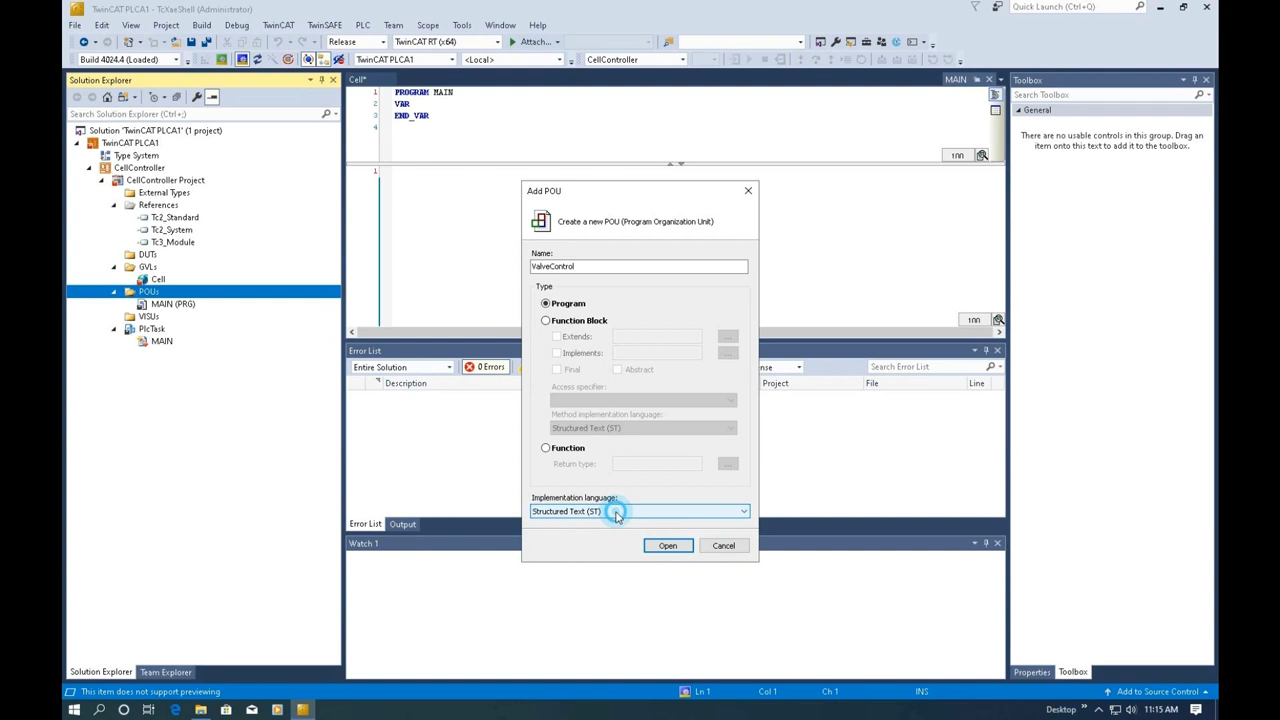 TwinCAT PLCA1 - TcXaeShell (Administrator)
Quick Launch (Ctrl+;)
File Edit View Project Build Debug TwinCAT TwinSAFE PLC Team Scope Tools Window Help
Release TwinCAT RT (x64) Attach...
Build 4024.4 (Loaded) TwinCAT PLCA1 <Local> CellController
Solution Explorer
Search Solution Explorer (Ctrl+;)
Solution 'TwinCAT PLCA1' (1 project)
TwinCAT PLCA1
Type System
CellController
CellController Project
External Types
References
Tc2_Standard
Tc2_System
Tc3_Module
DUTs
GVLs
Cell
POUs
MAIN (PRG)
VISUs
PlcTask
MAIN
Solution Explorer Team Explorer
Cell* MAIN
1 PROGRAM MAIN
2 VAR
3 END_VAR
4
100
1
100
Add POU
Create a new POU (Program Organization Unit)
Name:
ValveControl
Type
Program
Function Block
Extends: ...
Implements: ...
Final Abstract
Access specifier:
Method implementation language:
Structured Text (ST)
Function
Return type: ...
Implementation language:
Structured Text (ST)
Open Cancel
Error List
Entire Solution 0 Errors Search Error List
Description Project File Line
Error List Output
Watch 1
Toolbox
Search Toolbox
General
There are no usable controls in this group. Drag an
item onto this text to add it to the toolbox.
Properties Toolbox
This item does not support previewing Ln 1 Col 1 Ch 1 INS Add to Source Control
Desktop 11:15 AM